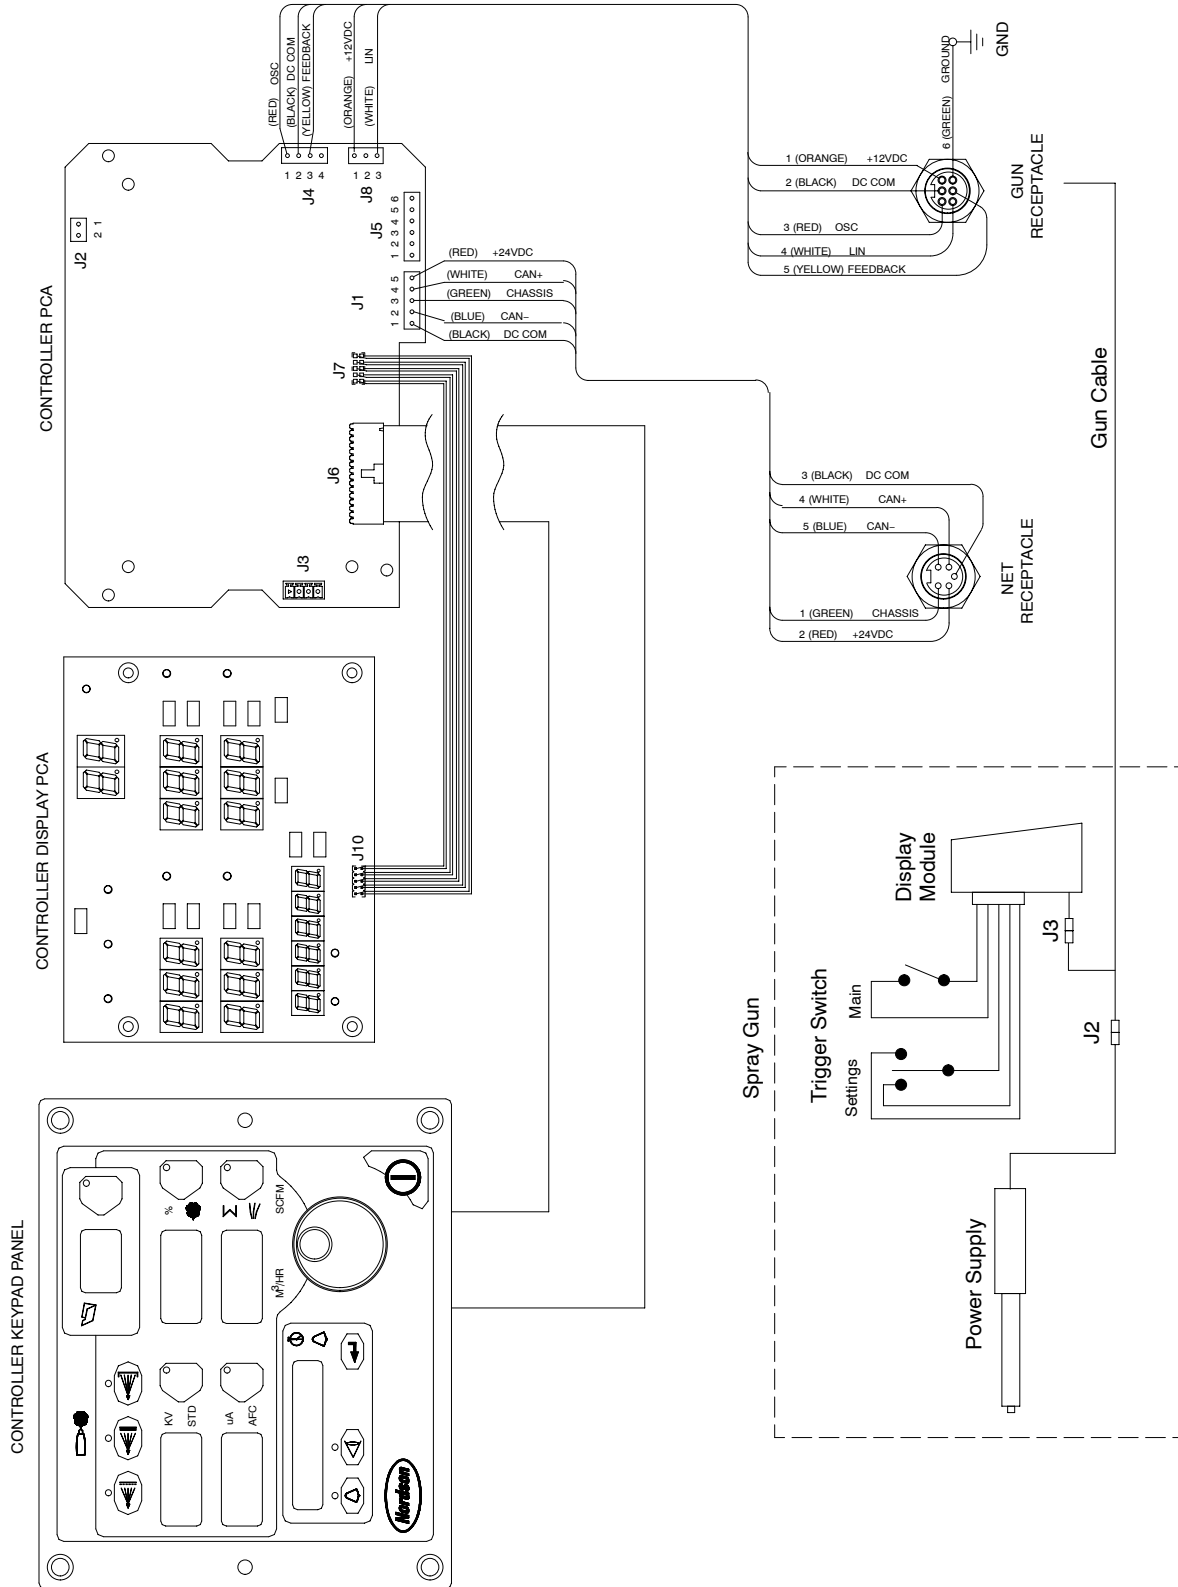 CONTROLLER PCA
J2
2 1
(RED) OSC
(BLACK) DC COM
(YELLOW) FEEDBACK
(ORANGE) +12VDC
(WHITE) LIN
1 2 3 4
J4
1 2 3
J8
J5
1 2 3 4 5 6
J1
1 2 3 4 5
(RED) +24VDC
(WHITE) CAN+
(GREEN) CHASSIS
(BLUE) CAN−
(BLACK) DC COM
J7
J6
J3
1 (ORANGE) +12VDC
2 (BLACK) DC COM
3 (RED) OSC
4 (WHITE) LIN
5 (YELLOW) FEEDBACK
6 (GREEN) GROUND
GND
GUN
RECEPTACLE
Gun Cable
3 (BLACK) DC COM
4 (WHITE) CAN+
5 (BLUE) CAN−
1 (GREEN) CHASSIS
2 (RED) +24VDC
NET
RECEPTACLE
CONTROLLER DISPLAY PCA
J10
CONTROLLER KEYPAD PANEL
%
SCFM
M3/HR
KV
STD
uA
AFC
Nordson
Spray Gun
Trigger Switch
Main
Settings
Display
Module
J3
J2
Power Supply